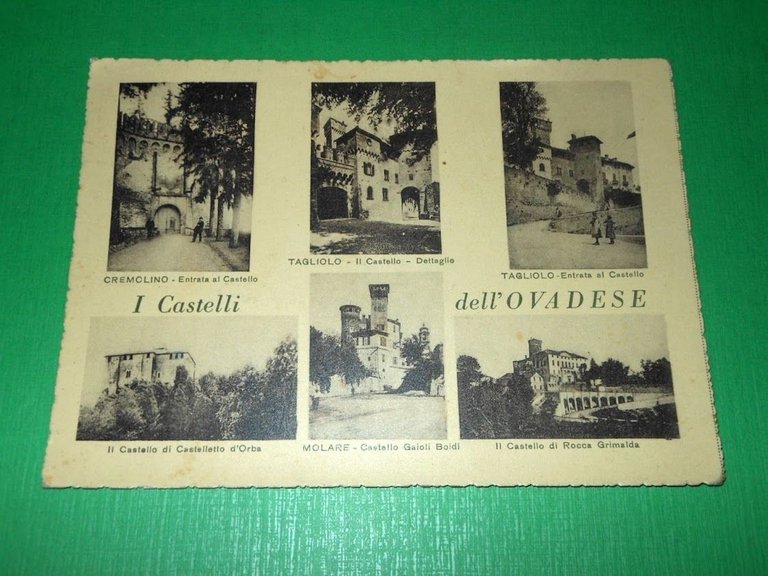 CREMOLINO - Entrata al Castello
TAGLIOLO - Il Castello - Dettaglio
TAGLIOLO - Entrata al Castello
I Castelli dell'OVADESE
Il Castello di Castelletto d'Orba
MOLARE - Castello Gaioli Boidi
Il Castello di Rocca Grimalda